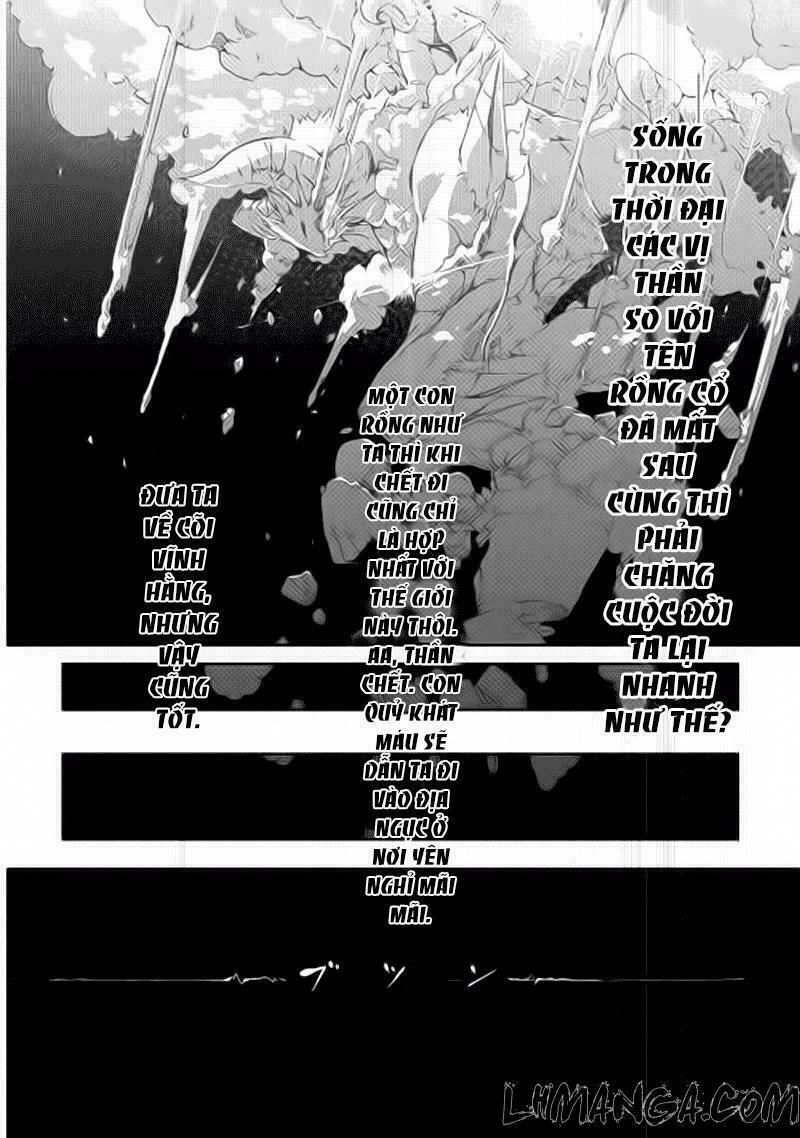 SỐNG
TRONG
THỜI ĐẠI
CÁC VỊ
THẦN
SO VỚI
TÊN
RỒNG CỔ
ĐÃ MẤT
SAU
CÙNG THÌ
PHẢI
CHĂNG
CUỘC ĐỜI
TA LẠI
NHANH
NHƯ THẾ?
MỘT CON
RỒNG NHƯ
TA THÌ KHI
CHẾT ĐI
CŨNG CHỈ
LÀ HỢP
NHẤT VỚI
THẾ GIỚI
NÀY THÔI.
AA, THẦN
CHẾT. CON
QUỶ KHÁT
MÁU SẼ
DẪN TA ĐI
VÀO ĐỊA
NGỤC Ở
NƠI YÊN
NGHỈ MÃI
MÃI.
ĐƯA TA
VỀ CÕI
VĨNH
HẰNG,
NHƯNG
VẬY
CŨNG
TỐT.
ブツン
LHMANGA.COM